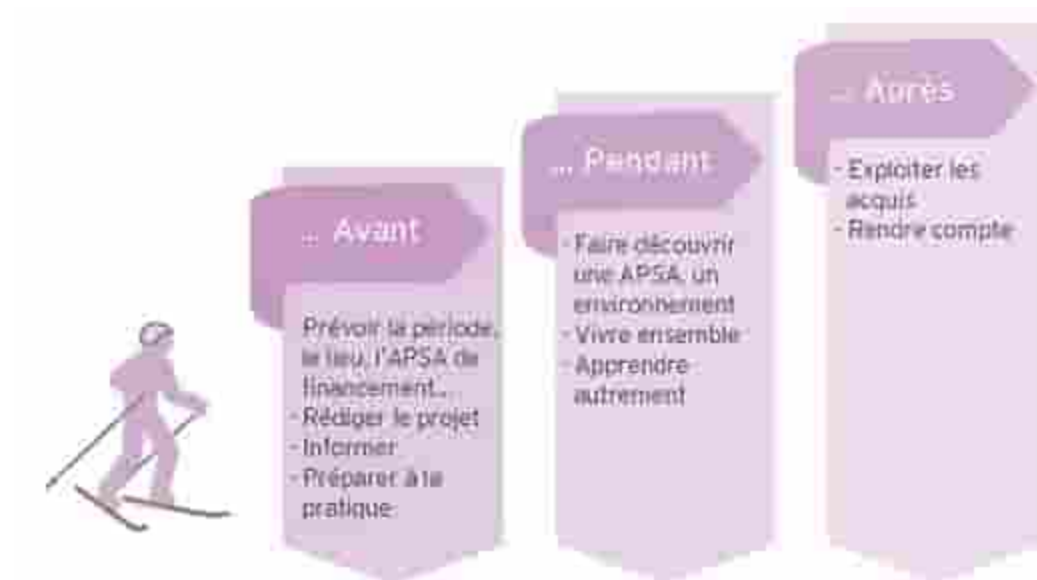 ... Avant
Prévoir la période,
le lieu, l'APSA de
financement...
- Rédiger le projet
- Informer
- Préparer à la
pratique
... Pendant
- Faire découvrir
une APSA, un
environnement
- Vivre ensemble
- Apprendre
autrement
... Après
- Exploiter les
acquis
- Rendre compte